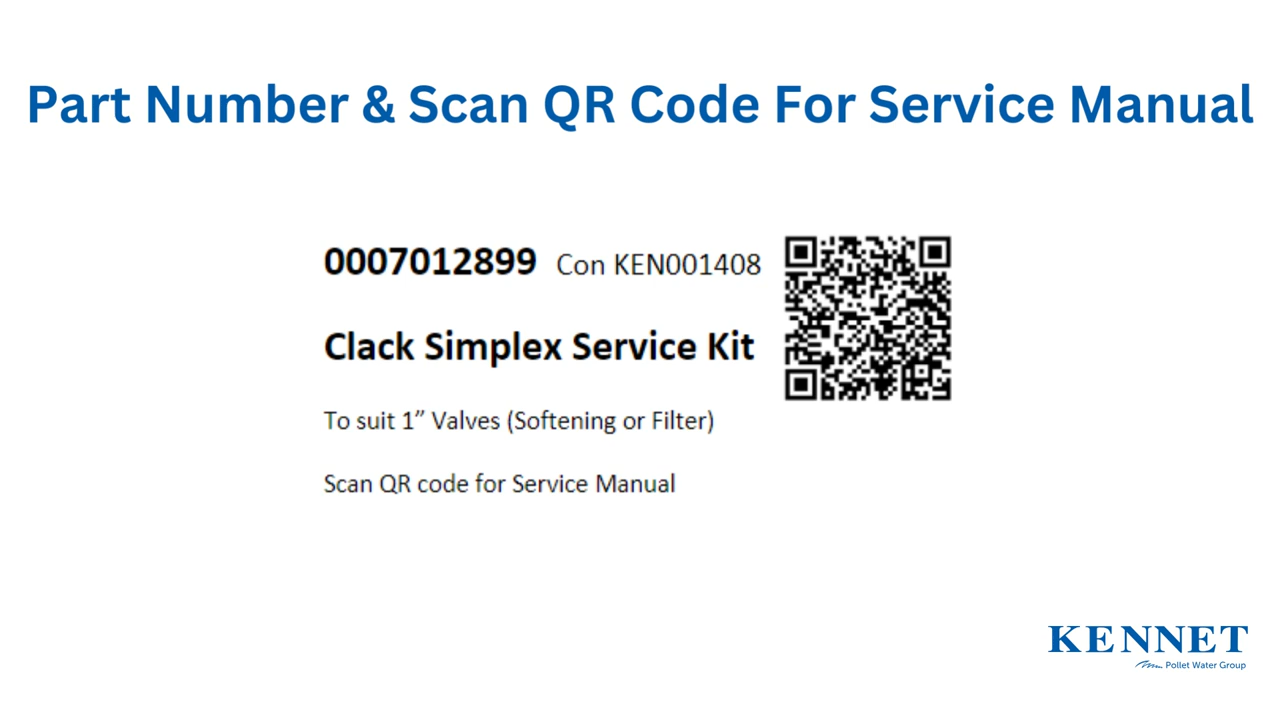 Part Number & Scan QR Code For Service Manual
0007012899 Con KEN001408
Clack Simplex Service Kit
To suit 1” Valves (Softening or Filter)
Scan QR code for Service Manual
KENNET
Pollet Water Group